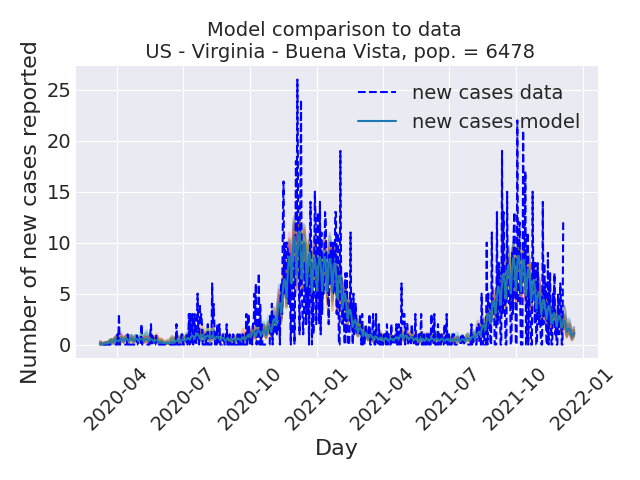 Model comparison to data
US - Virginia - Buena Vista, pop. = 6478
Number of new cases reported
25
20
15
10
5
0
new cases data
new cases model
2020-04
2020-07
2020-10
2021-01
2021-04
2021-07
2021-10
2022-01
Day